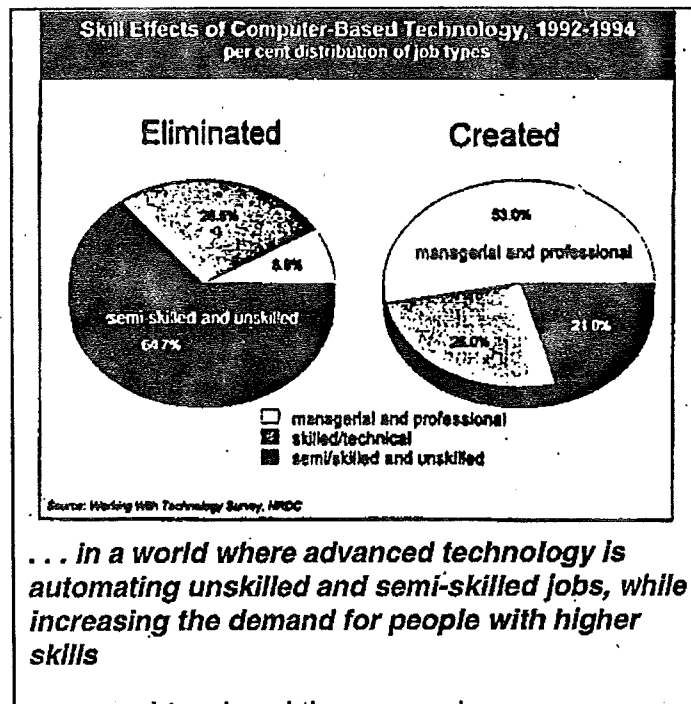 Skill Effects of Computer-Based Technology, 1992-1994
per cent distribution of job types
Eliminated
Created
53.0%
managerial and professional
semi skilled and unskilled
64.7%
26.0%
21.0%
managerial and professional
skilled/technical
semi/skilled and unskilled
Source: Working With Technology Survey, HRDC
. . . in a world where advanced technology is
automating unskilled and semi-skilled jobs, while
increasing the demand for people with higher
skills